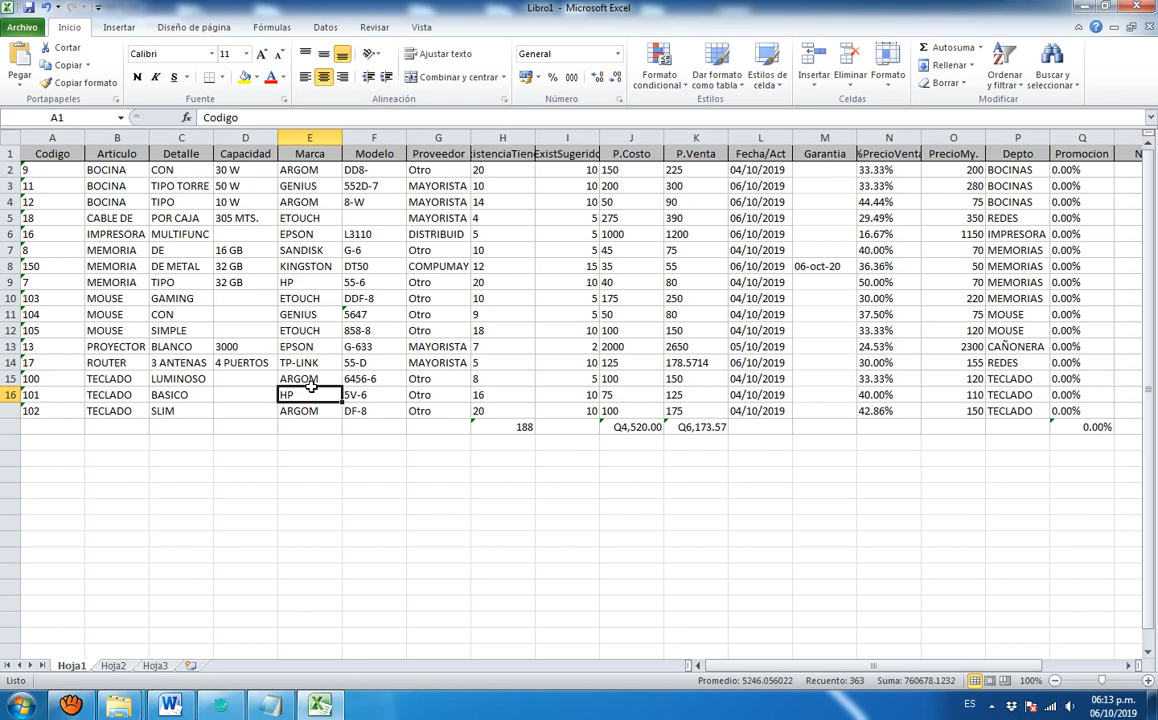 Libro1 - Microsoft Excel
Archivo Inicio Insertar Diseño de página Fórmulas Datos Revisar Vista
Pegar Cortar Copiar Copiar formato Portapapeles
Calibri 11 N K S A A A Fuente
Ajustar texto Combinar y centrar Alineación
General % 000 Número
Formato condicional Dar formato como tabla Estilos de celda Estilos
Insertar Eliminar Formato Celdas
Σ Autosuma Rellenar Borrar Ordenar y filtrar Buscar y seleccionar Modificar
A1 fx Codigo
A B C D E F G H I J K L M N O P Q
1 Codigo Articulo Detalle Capacidad Marca Modelo Proveedor istenciaTiene ExistSugerido P.Costo P.Venta Fecha/Act Garantia %PrecioVenta PrecioMy. Depto Promocion N
2 9 BOCINA CON 30 W ARGOM DD8- Otro 20 10 150 225 04/10/2019 33.33% 200 BOCINAS 0.00%
3 11 BOCINA TIPO TORRE 50 W GENIUS 552D-7 MAYORISTA 17 10 200 300 06/10/2019 33.33% 280 BOCINAS 0.00%
4 12 BOCINA TIPO 10 W ARGOM 8-W MAYORISTA 14 10 50 90 06/10/2019 44.44% 75 BOCINAS 0.00%
5 18 CABLE DE POR CAJA 305 MTS. ETOUCH MAYORISTA 4 5 275 390 06/10/2019 29.49% 350 REDES 0.00%
6 16 IMPRESORA MULTIFUNC EPSON L3110 DISTRIBUID 5 5 1000 1200 06/10/2019 16.67% 1150 IMPRESORA 0.00%
7 8 MEMORIA DE 16 GB SANDISK G-6 Otro 10 5 45 75 04/10/2019 40.00% 70 MEMORIAS 0.00%
8 150 MEMORIA DE METAL 32 GB KINGSTON DT50 COMPUMAY 12 15 35 55 06/10/2019 06-oct-20 36.36% 50 MEMORIAS 0.00%
9 7 MEMORIA TIPO 32 GB HP 55-6 Otro 20 10 40 80 04/10/2019 50.00% 70 MEMORIAS 0.00%
10 103 MOUSE GAMING ETOUCH DDF-8 Otro 10 5 175 250 04/10/2019 30.00% 220 MEMORIAS 0.00%
11 104 MOUSE CON GENIUS 5647 Otro 9 5 50 80 04/10/2019 37.50% 75 MOUSE 0.00%
12 105 MOUSE SIMPLE ETOUCH 858-8 Otro 18 10 100 150 04/10/2019 33.33% 120 MOUSE 0.00%
13 13 PROYECTOR BLANCO 3000 EPSON G-633 MAYORISTA 7 2 2000 2650 05/10/2019 24.53% 2300 CAÑONERA 0.00%
14 17 ROUTER 3 ANTENAS 4 PUERTOS TP-LINK 55-D MAYORISTA 5 10 125 178.5714 06/10/2019 30.00% 155 REDES 0.00%
15 100 TECLADO LUMINOSO ARGOM 6456-6 Otro 8 5 100 150 04/10/2019 33.33% 120 TECLADO 0.00%
16 101 TECLADO BASICO HP 5V-6 Otro 16 10 75 125 04/10/2019 40.00% 110 TECLADO 0.00%
102 TECLADO SLIM ARGOM DF-8 Otro 20 10 100 175 04/10/2019 42.86% 150 TECLADO 0.00%
188 Q4,520.00 Q6,173.57 0.00%
Hoja1 Hoja2 Hoja3
Listo Promedio: 5246.056022 Recuento: 363 Suma: 760678.1232 100%
ES 06:13 p.m.
06/10/2019